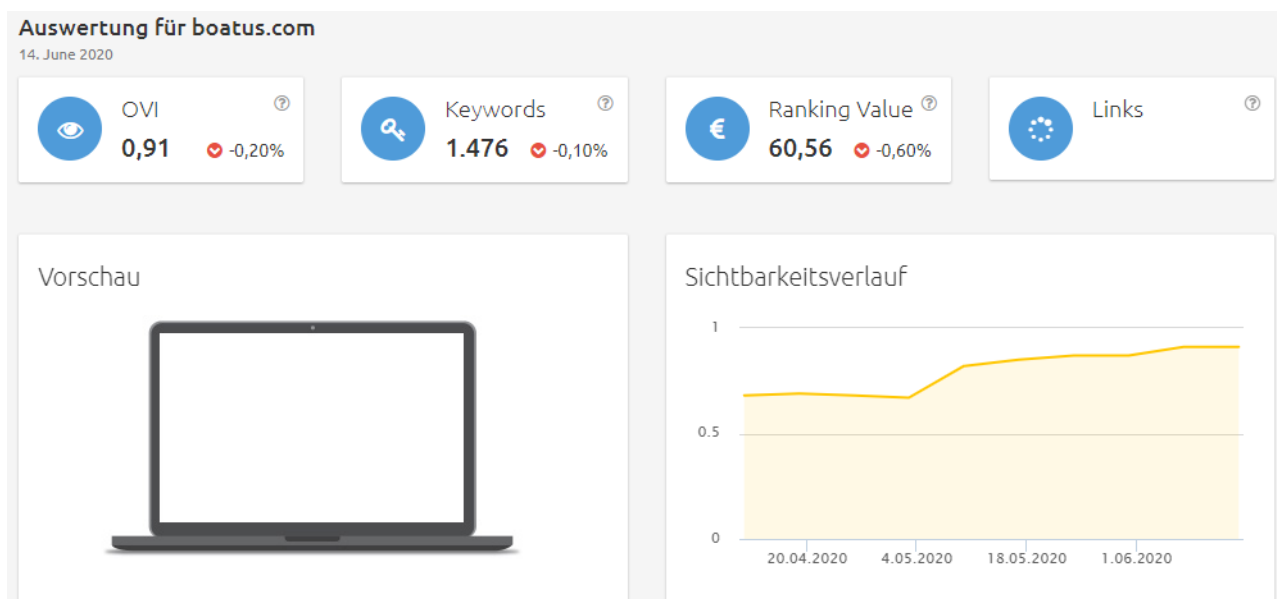 Auswertung für boatus.com
14. June 2020
OVI ?
0,91 -0,20%
Keywords ?
1.476 -0,10%
Ranking Value ?
€
60,56 -0,60%
Links ?
Vorschau
Sichtbarkeitsverlauf
1
0.5
0
20.04.2020 4.05.2020 18.05.2020 1.06.2020